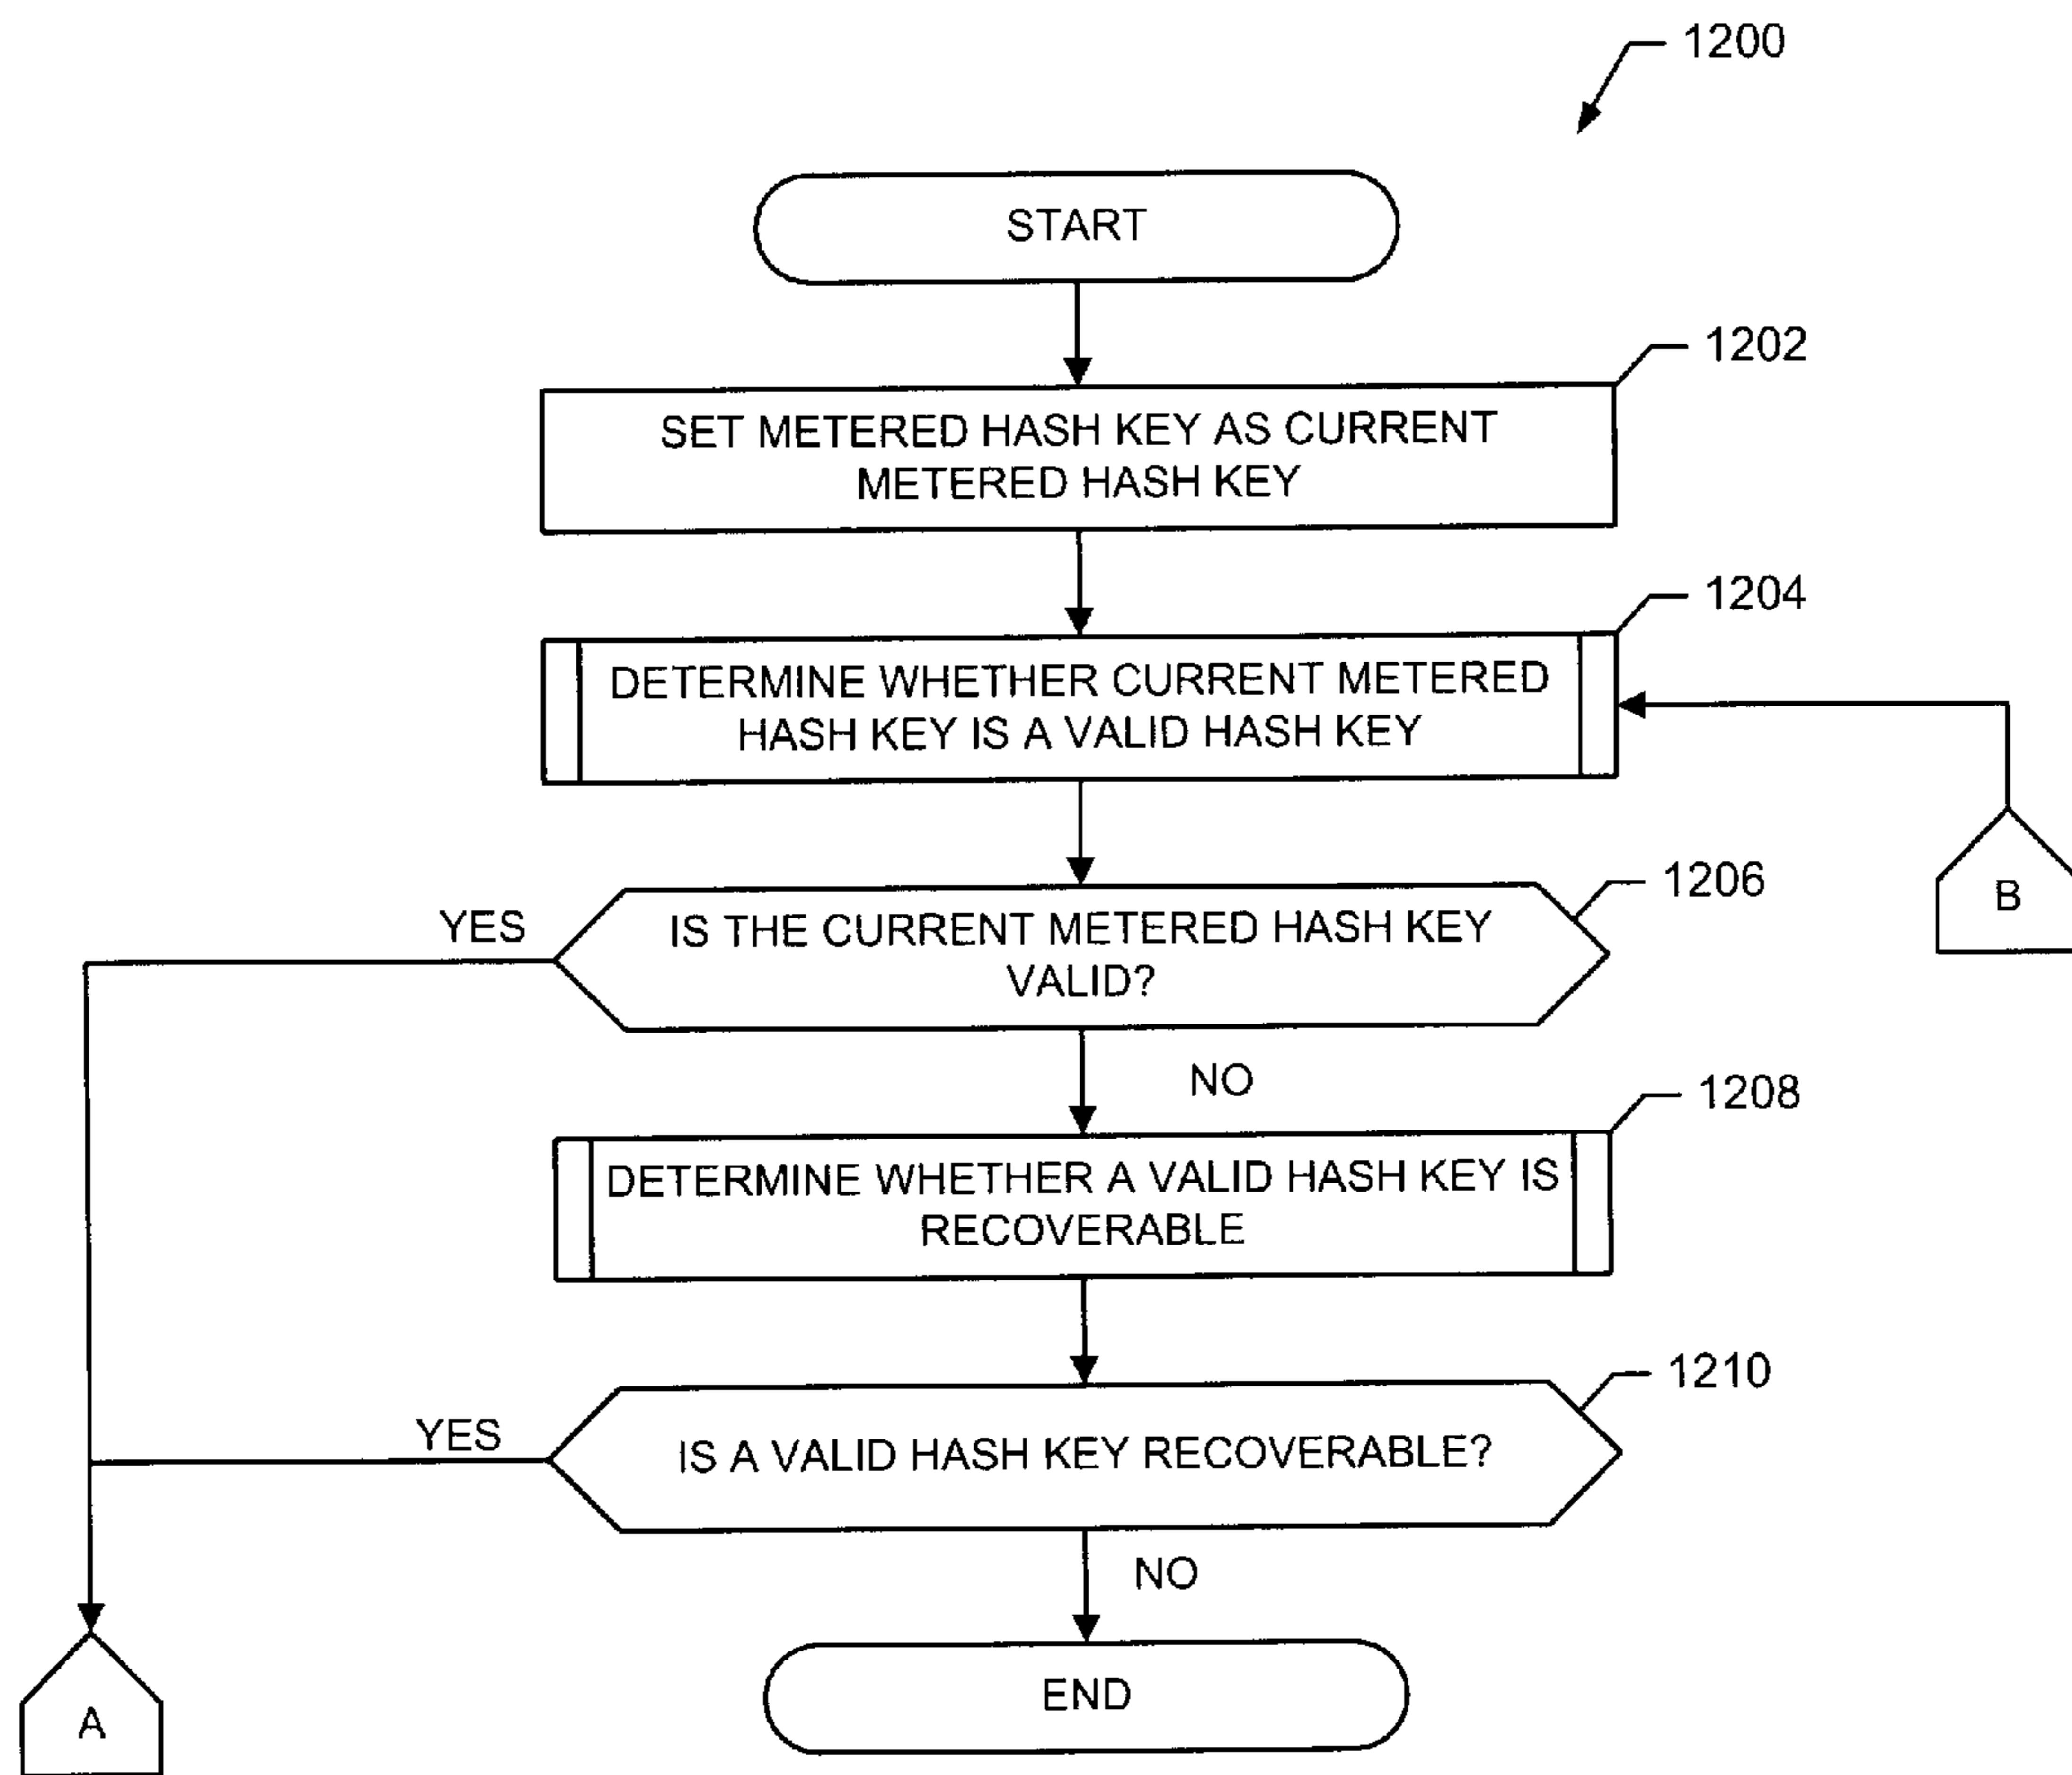 1200
START
1202
SET METERED HASH KEY AS CURRENT
METERED HASH KEY
1204
DETERMINE WHETHER CURRENT METERED
HASH KEY IS A VALID HASH KEY
B
1206
YES
IS THE CURRENT METERED HASH KEY
VALID?
NO
1208
DETERMINE WHETHER A VALID HASH KEY IS
RECOVERABLE
1210
YES
IS A VALID HASH KEY RECOVERABLE?
NO
END
A